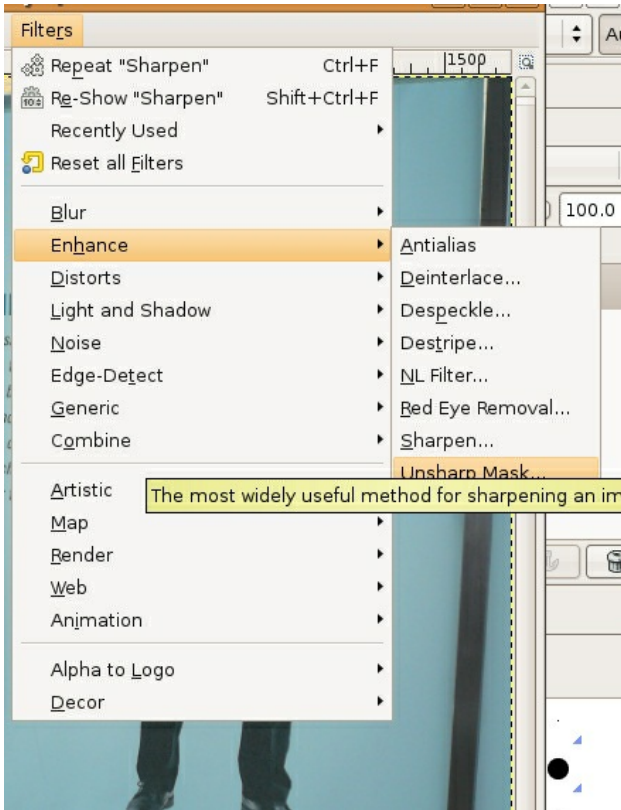 Filters
Repeat "Sharpen" Ctrl+F
Re-Show "Sharpen" Shift+Ctrl+F
Recently Used
Reset all Filters
Blur
Enhance
Distorts
Light and Shadow
Noise
Edge-Detect
Generic
Combine
Artistic
Map
Render
Web
Animation
Alpha to Logo
Decor
Antialias
Deinterlace...
Despeckle...
Destripe...
NL Filter...
Red Eye Removal...
Sharpen...
Unsharp Mask...
The most widely useful method for sharpening an im
1500
100.0